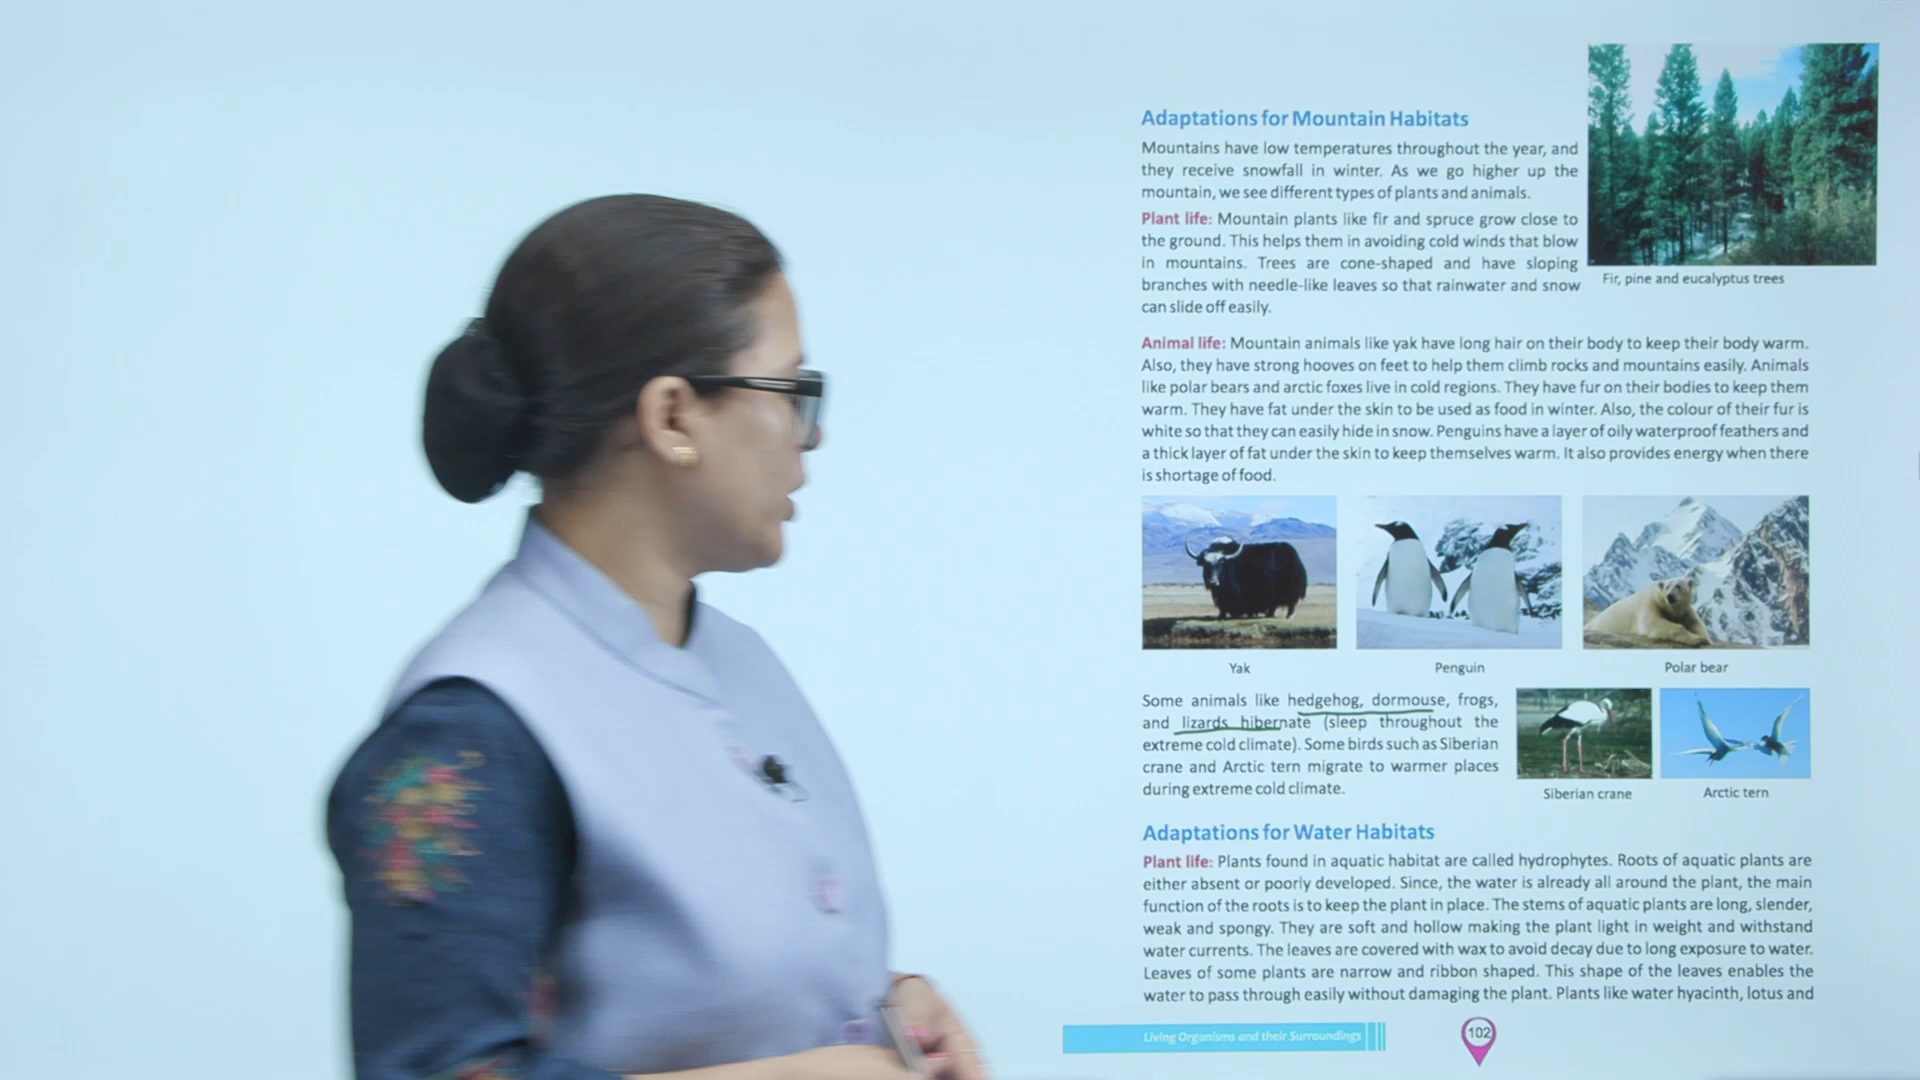 Adaptations for Mountain Habitats
Mountains have low temperatures throughout the year, and
they receive snowfall in winter. As we go higher up the
mountain, we see different types of plants and animals.
Plant life: Mountain plants like fir and spruce grow close to
the ground. This helps them in avoiding cold winds that blow
in mountains. Trees are cone-shaped and have sloping
branches with needle-like leaves so that rainwater and snow
can slide off easily.
Fir, pine and eucalyptus trees
Animal life: Mountain animals like yak have long hair on their body to keep their body warm.
Also, they have strong hooves on feet to help them climb rocks and mountains easily. Animals
like polar bears and arctic foxes live in cold regions. They have fur on their bodies to keep them
warm. They have fat under the skin to be used as food in winter. Also, the colour of their fur is
white so that they can easily hide in snow. Penguins have a layer of oily waterproof feathers and
a thick layer of fat under the skin to keep themselves warm. It also provides energy when there
is shortage of food.
Yak
Penguin
Polar bear
Some animals like hedgehog, dormouse, frogs,
and lizards hibernate (sleep throughout the
extreme cold climate). Some birds such as Siberian
crane and Arctic tern migrate to warmer places
during extreme cold climate.
Siberian crane
Arctic tern
Adaptations for Water Habitats
Plant life: Plants found in aquatic habitat are called hydrophytes. Roots of aquatic plants are
either absent or poorly developed. Since, the water is already all around the plant, the main
function of the roots is to keep the plant in place. The stems of aquatic plants are long, slender,
weak and spongy. They are soft and hollow making the plant light in weight and withstand
water currents. The leaves are covered with wax to avoid decay due to long exposure to water.
Leaves of some plants are narrow and ribbon shaped. This shape of the leaves enables the
water to pass through easily without damaging the plant. Plants like water hyacinth, lotus and
Living Organisms and their Surroundings
102